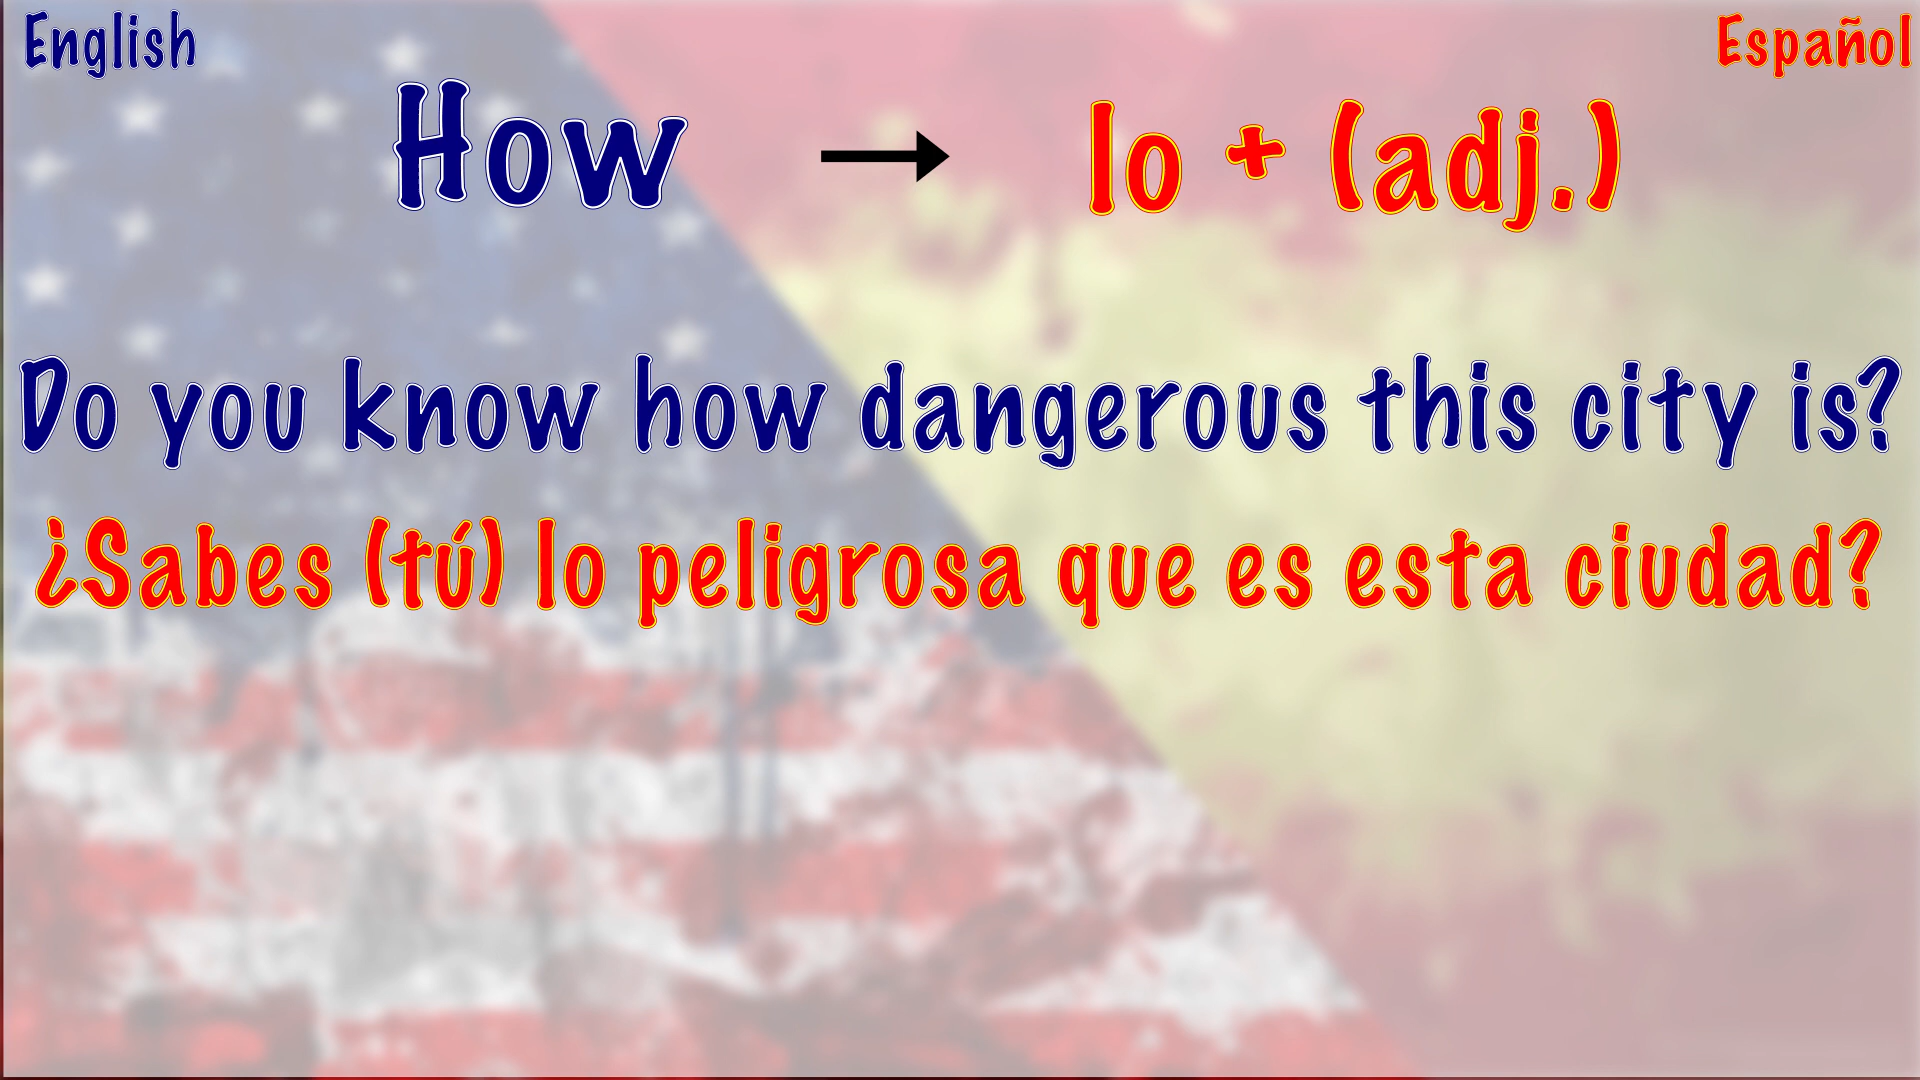 English
Español
How → lo + (adj.)
Do you know how dangerous this city is?
¿Sabes (tú) lo peligrosa que es esta ciudad?